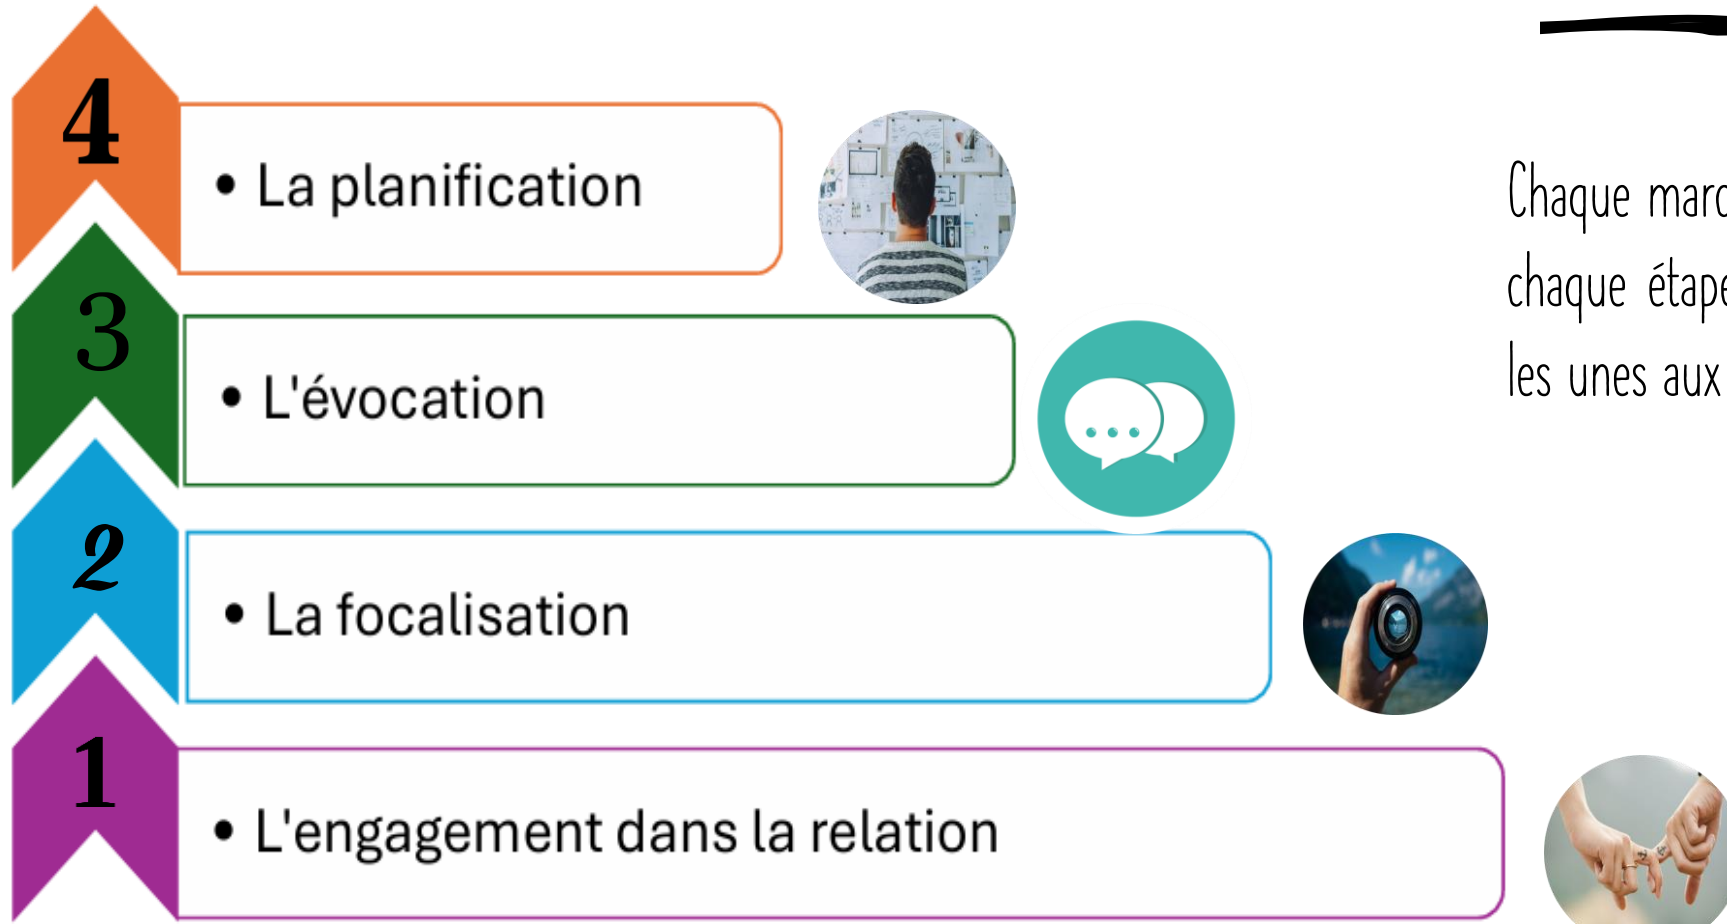 4
• La planification
3
• L'évocation
2
• La focalisation
1
• L'engagement dans la relation
Chaque
chaque
les unes aux